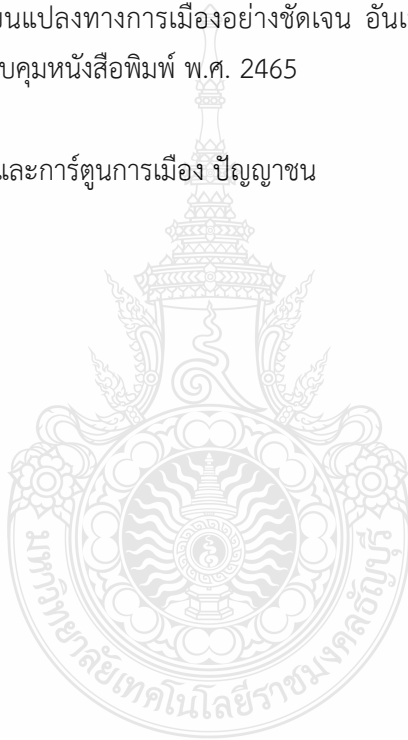 ยนแปลงทางการเมืองอย่างชัดเจน อันเ
บคุมหนังสือพิมพ์ พ.ศ. 2465
และการ์ตูนการเมือง ปัญญาชน
มหาวิทยาลัยเทคโนโลยีราชมงคลธัญบุรี